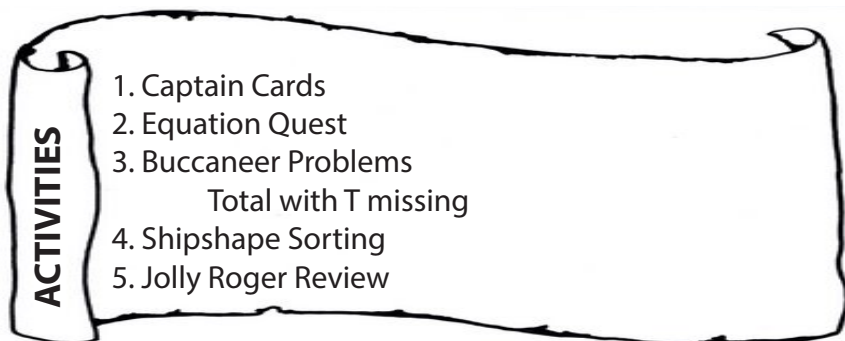 ACTIVITIES
1. Captain Cards
2. Equation Quest
3. Buccaneer Problems
Total with T missing
4. Shipshape Sorting
5. Jolly Roger Review